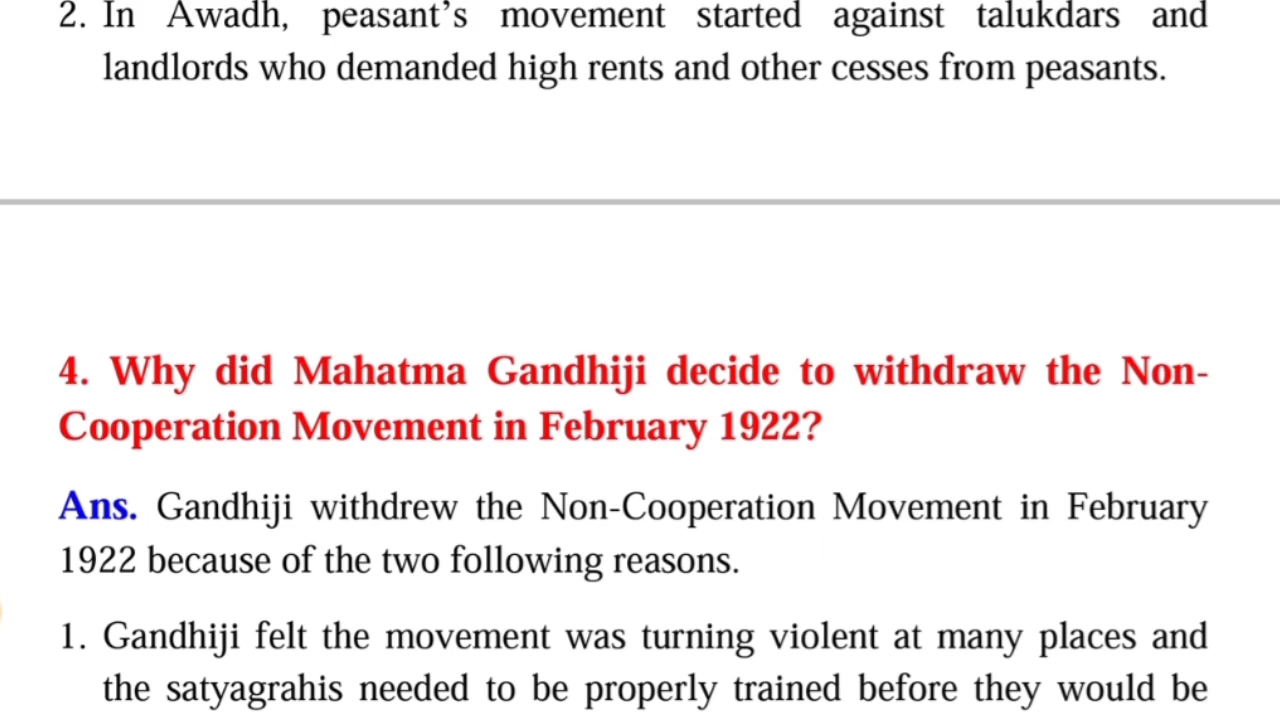 2. In Awadh, peasant’s movement started against talukdars and
landlords who demanded high rents and other cesses from peasants.
4. Why did Mahatma Gandhiji decide to withdraw the Non-
Cooperation Movement in February 1922?
Ans. Gandhiji withdrew the Non-Cooperation Movement in February
1922 because of the two following reasons.
1. Gandhiji felt the movement was turning violent at many places and
the satyagrahis needed to be properly trained before they would be